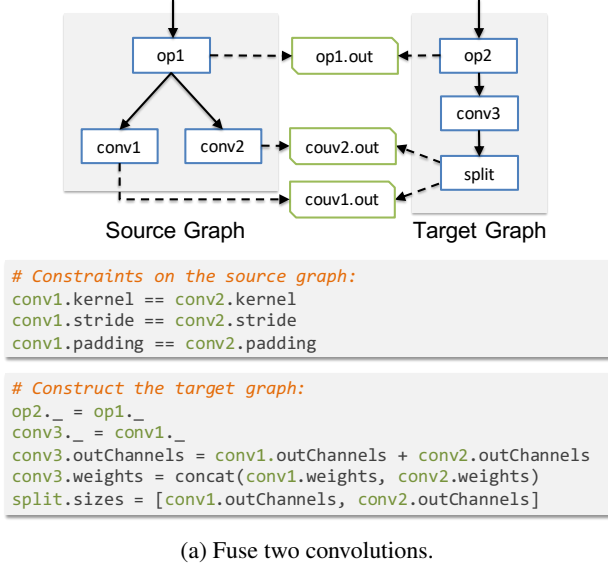 op1
op1.out
op2
conv3
conv1
conv2
couv2.out
split
couv1.out
Source Graph
Target Graph
# Constraints on the source graph:
conv1.kernel == conv2.kernel
conv1.stride == conv2.stride
conv1.padding == conv2.padding
# Construct the target graph:
op2._ = op1._
conv3._ = conv1._
conv3.outChannels = conv1.outChannels + conv2.outChannels
conv3.weights = concat(conv1.weights, conv2.weights)
split.sizes = [conv1.outChannels, conv2.outChannels]
(a) Fuse two convolutions.